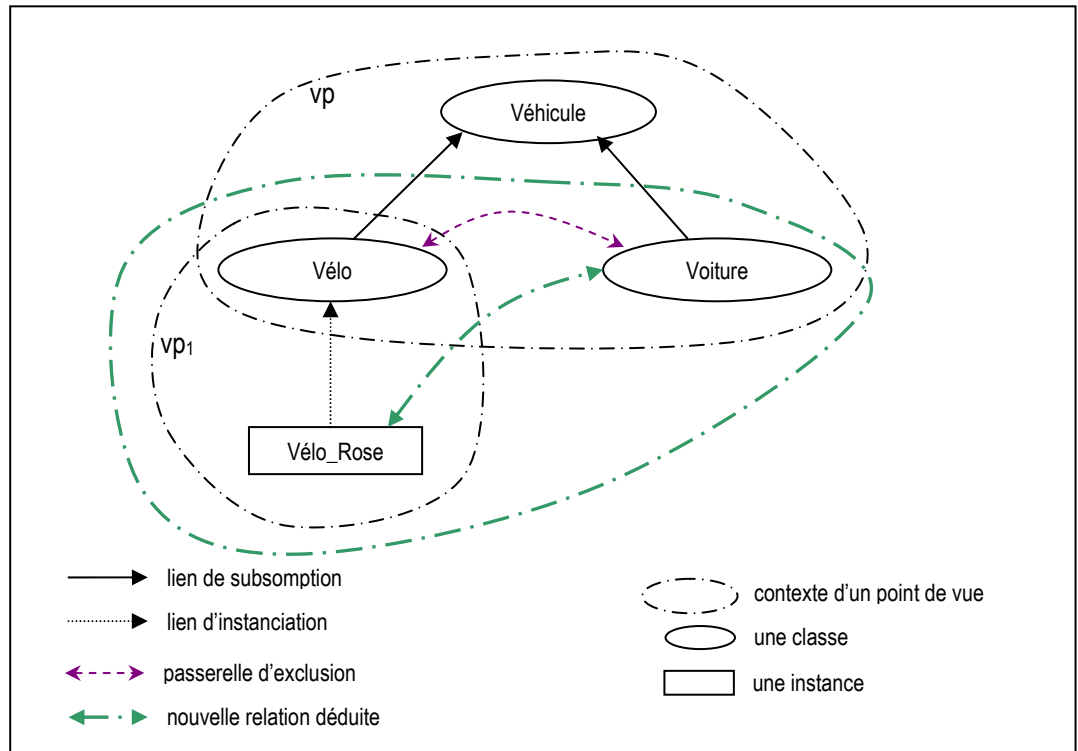 vp
Véhicule
Vélo
Voiture
vp₁
Vélo_Rose
lien de subsomption
lien d'instanciation
passerelle d'exclusion
nouvelle relation déduite
contexte d'un point de vue
une classe
une instance